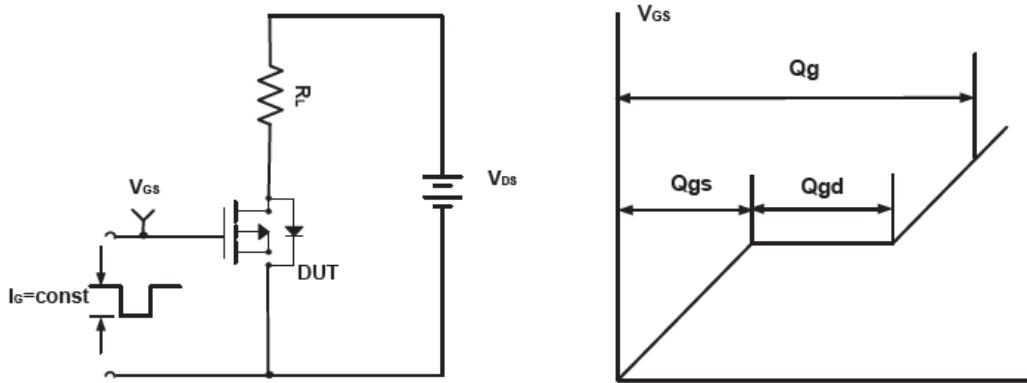 RL
VGS
VDS
DUT
IG=const
VGS
Qg
Qgs
Qgd